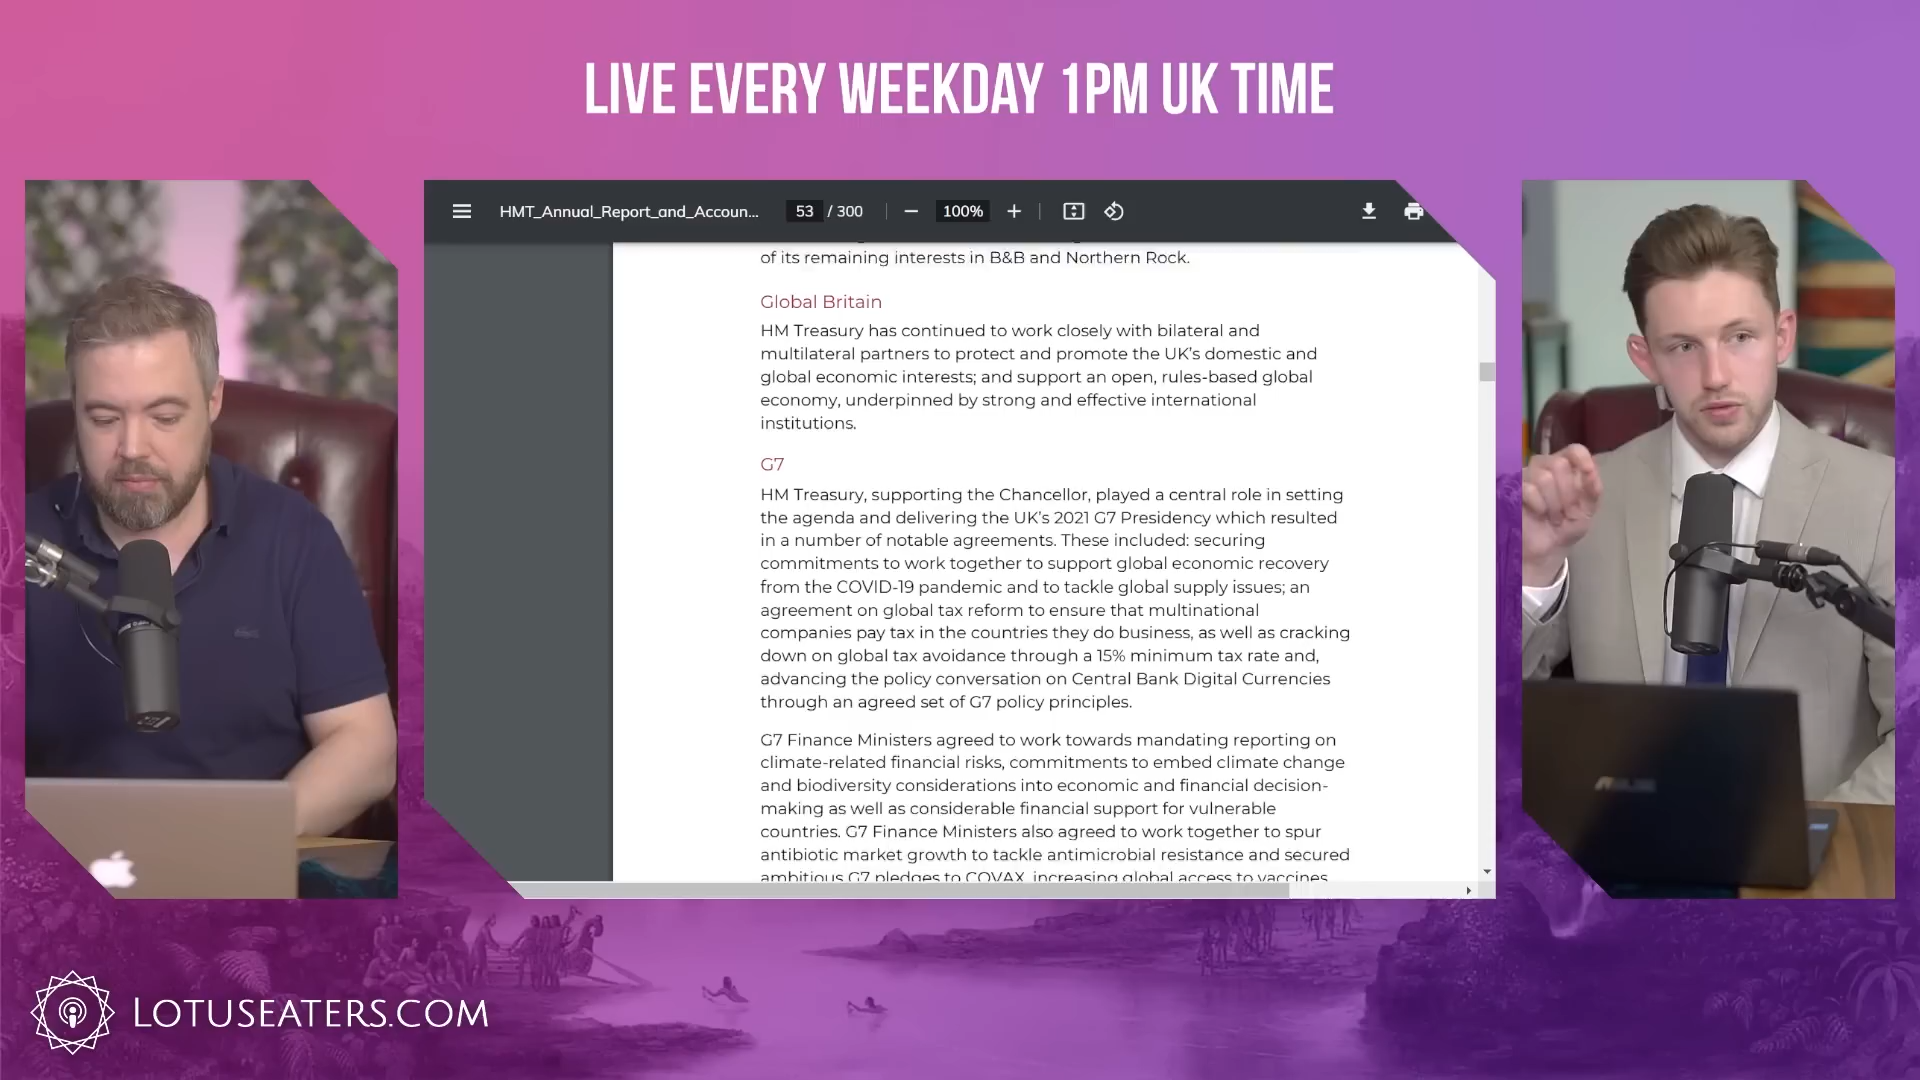 LIVE EVERY WEEKDAY 1PM UK TIME
HMT_Annual_Report_and_Accoun...
53 / 300
100%
of its remaining interests in B&B and Northern Rock.
Global Britain
HM Treasury has continued to work closely with bilateral and
multilateral partners to protect and promote the UK's domestic and
global economic interests; and support an open, rules-based global
economy, underpinned by strong and effective international
institutions.
G7
HM Treasury, supporting the Chancellor, played a central role in setting
the agenda and delivering the UK's 2021 G7 Presidency which resulted
in a number of notable agreements. These included: securing
commitments to work together to support global economic recovery
from the COVID-19 pandemic and to tackle global supply issues; an
agreement on global tax reform to ensure that multinational
companies pay tax in the countries they do business, as well as cracking
down on global tax avoidance through a 15% minimum tax rate and,
advancing the policy conversation on Central Bank Digital Currencies
through an agreed set of G7 policy principles.
G7 Finance Ministers agreed to work towards mandating reporting on
climate-related financial risks, commitments to embed climate change
and biodiversity considerations into economic and financial decision-
making as well as considerable financial support for vulnerable
countries. G7 Finance Ministers also agreed to work together to spur
antibiotic market growth to tackle antimicrobial resistance and secured
ambitious G7 pledges to COVAX, increasing global access to vaccines
ASUS
LOTUSEATERS.COM